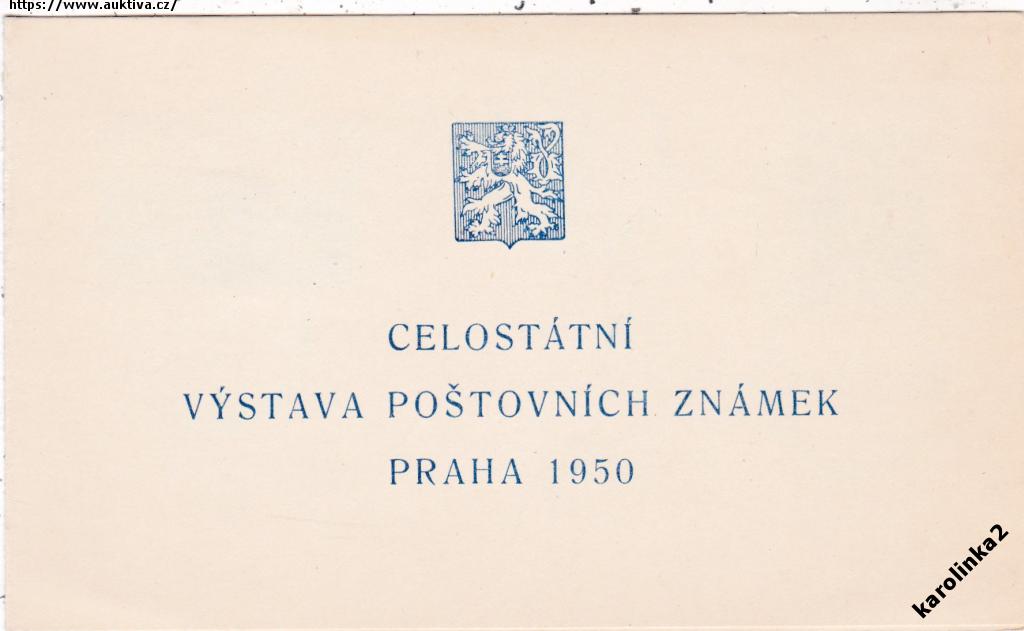 https://www.auktiva.cz/
CELOSTÁTNÍ
VÝSTAVA POŠTOVNÍCH ZNÁMEK
PRAHA 1950
karolinka2